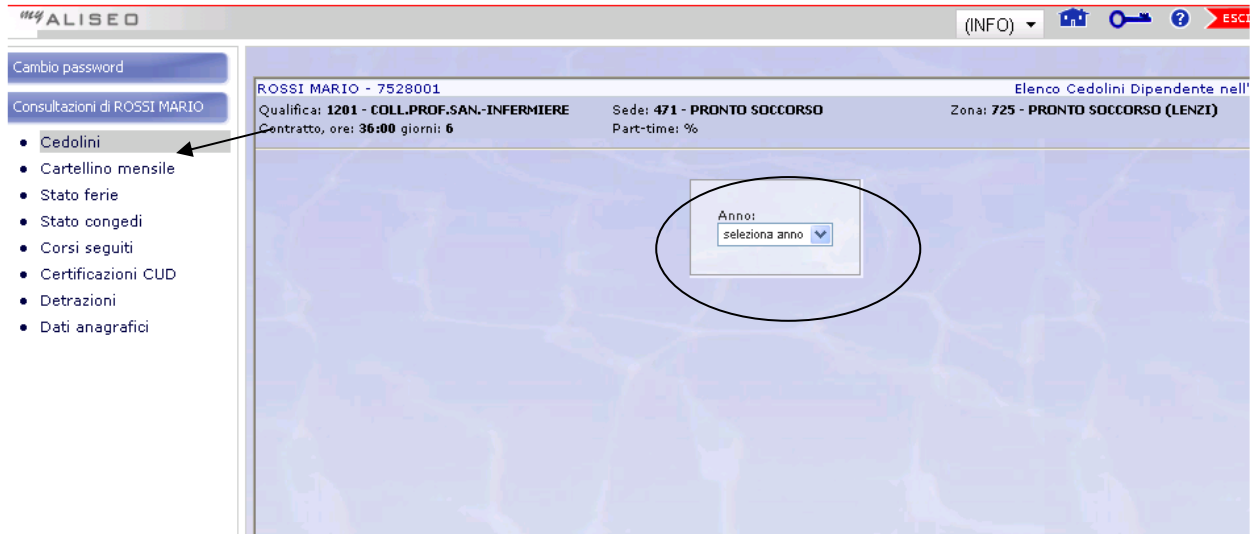 myALISEO
(INFO)
?
ESCI
Cambio password
Consultazioni di ROSSI MARIO
Cedolini
Cartellino mensile
Stato ferie
Stato congedi
Corsi seguiti
Certificazioni CUD
Detrazioni
Dati anagrafici
ROSSI MARIO - 7528001 Elenco Cedolini Dipendente nell'
Qualifica: 1201 - COLL.PROF.SAN.-INFERMIERE Sede: 471 - PRONTO SOCCORSO Zona: 725 - PRONTO SOCCORSO (LENZI)
Contratto, ore: 36:00 giorni: 6 Part-time: %
Anno:
seleziona anno